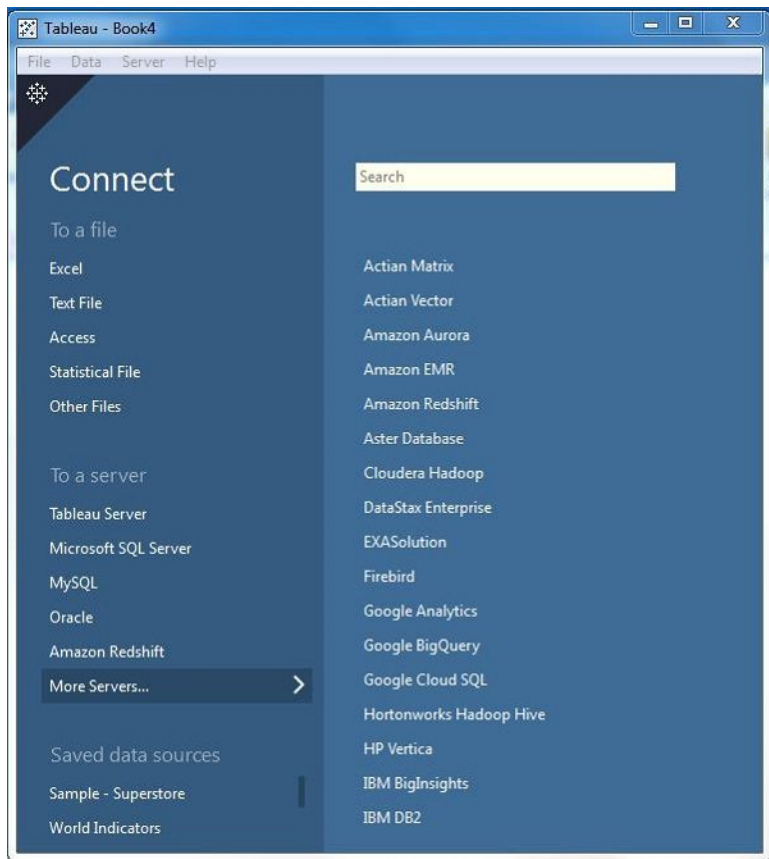 Tableau - Book4
File Data Server Help
Connect
To a file
Excel
Text File
Access
Statistical File
Other Files
To a server
Tableau Server
Microsoft SQL Server
MySQL
Oracle
Amazon Redshift
More Servers...
Saved data sources
Sample - Superstore
World Indicators
Search
Actian Matrix
Actian Vector
Amazon Aurora
Amazon EMR
Amazon Redshift
Aster Database
Cloudera Hadoop
DataStax Enterprise
EXASolution
Firebird
Google Analytics
Google BigQuery
Google Cloud SQL
Hortonworks Hadoop Hive
HP Vertica
IBM BigInsights
IBM DB2